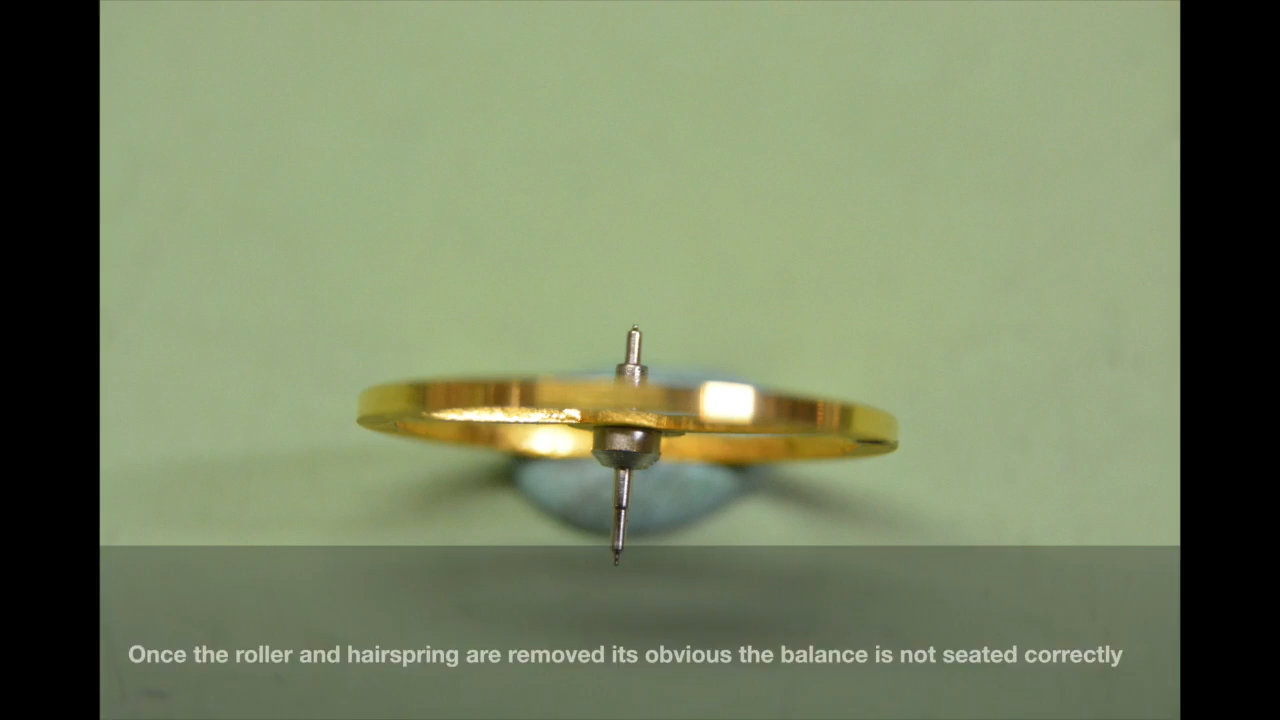 Once the roller and hairspring are removed its obvious the balance is not seated correctly